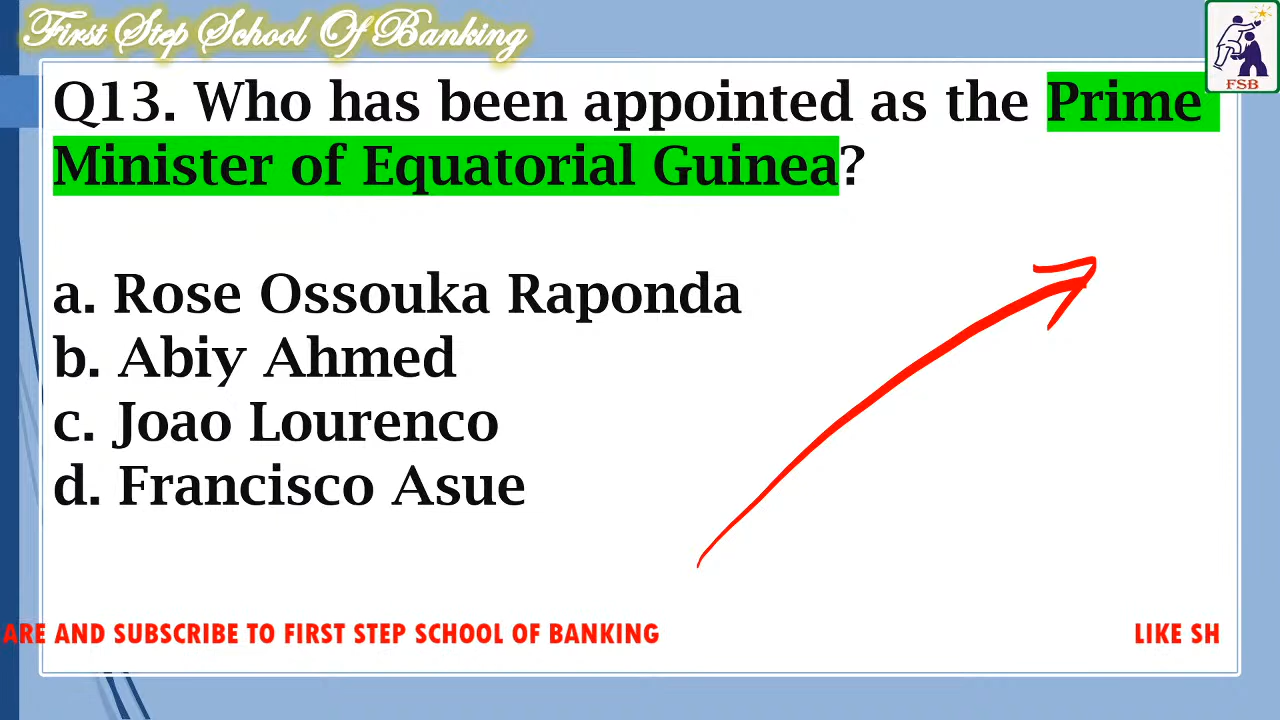 First Step School Of Banking
FSB
Q13. Who has been appointed as the Prime
Minister of Equatorial Guinea?
a. Rose Ossouka Raponda
b. Abiy Ahmed
c. Joao Lourenco
d. Francisco Asue
ARE AND SUBSCRIBE TO FIRST STEP SCHOOL OF BANKING
LIKE SH